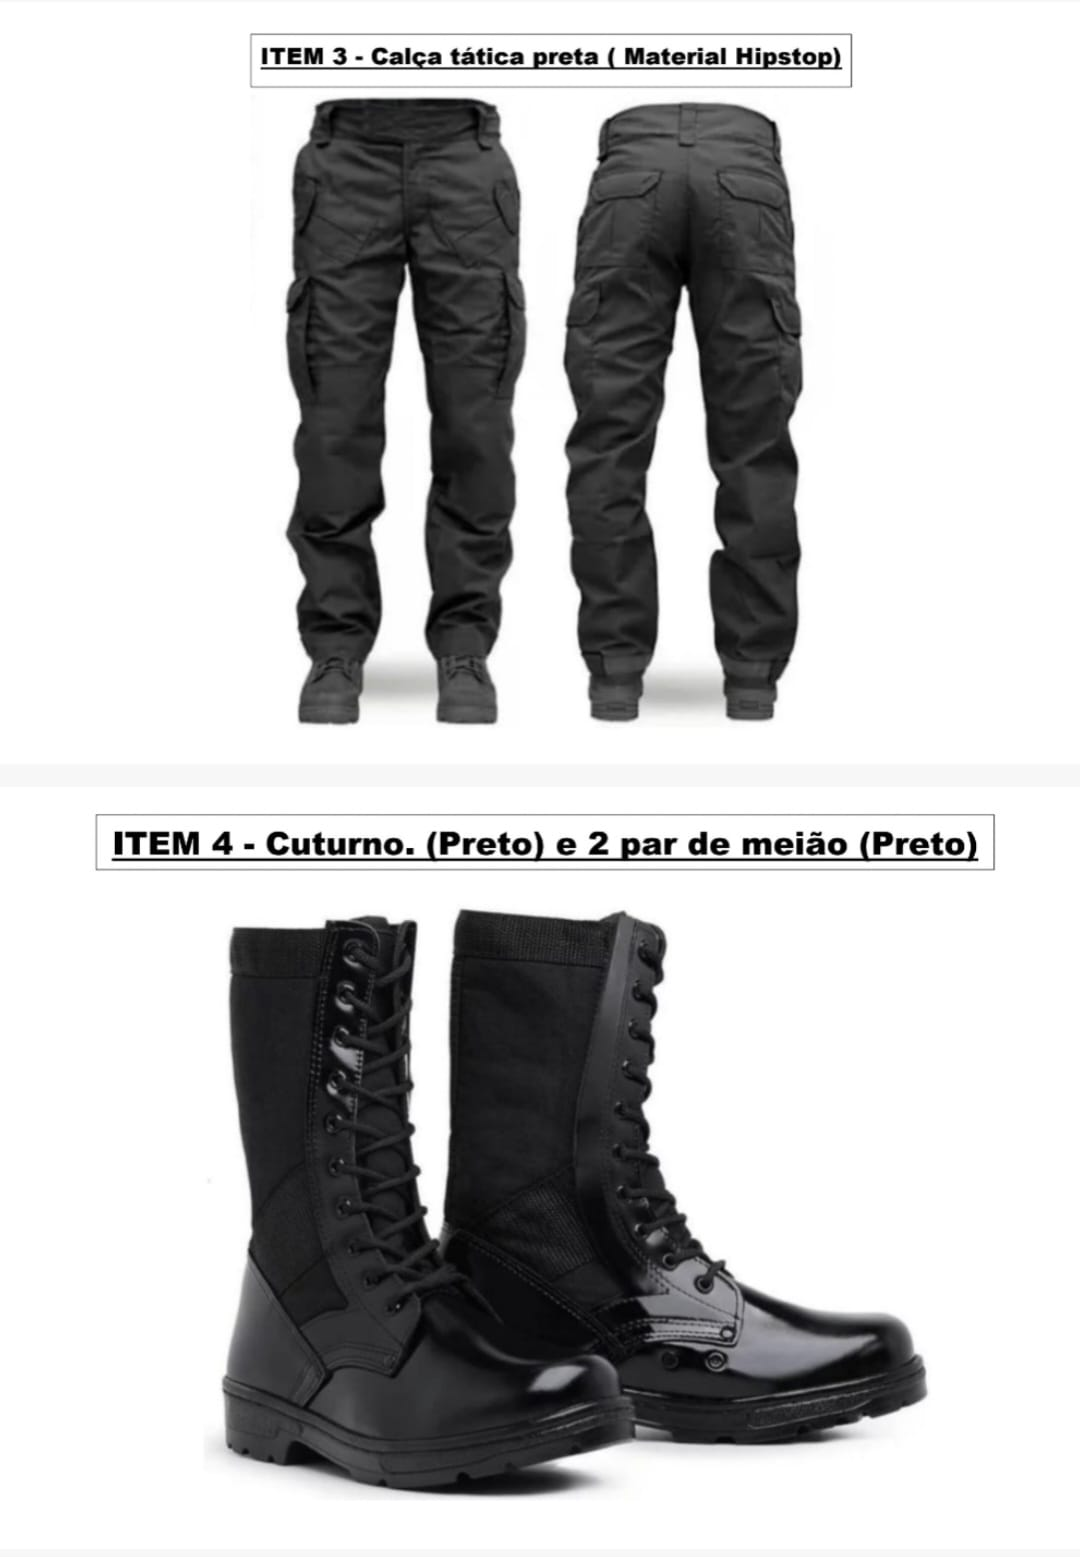 ITEM 3 - Calça tática preta ( Material Hipstop)
ITEM 4 - Cuturno. (Preto) e 2 par de meião (Preto)